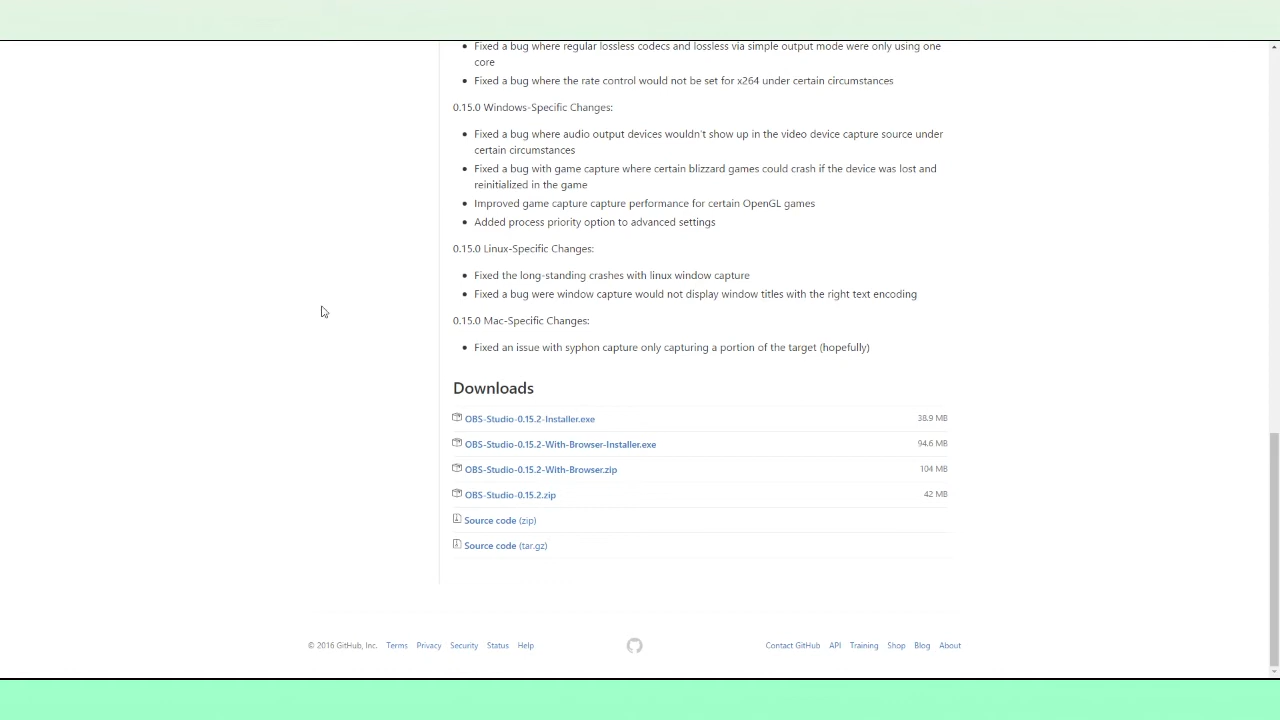 Fixed a bug where regular lossless codecs and lossless via simple output mode were only using one
core
Fixed a bug where the rate control would not be set for x264 under certain circumstances
0.15.0 Windows-Specific Changes:
Fixed a bug where audio output devices wouldn't show up in the video device capture source under
certain circumstances
Fixed a bug with game capture where certain blizzard games could crash if the device was lost and
reinitialized in the game
Improved game capture capture performance for certain OpenGL games
Added process priority option to advanced settings
0.15.0 Linux-Specific Changes:
Fixed the long-standing crashes with linux window capture
Fixed a bug were window capture would not display window titles with the right text encoding
0.15.0 Mac-Specific Changes:
Fixed an issue with syphon capture only capturing a portion of the target (hopefully)
Downloads
OBS-Studio-0.15.2-Installer.exe 38.9 MB
OBS-Studio-0.15.2-With-Browser-Installer.exe 94.6 MB
OBS-Studio-0.15.2-With-Browser.zip 104 MB
OBS-Studio-0.15.2.zip 42 MB
Source code (zip)
Source code (tar.gz)
© 2016 GitHub, Inc. Terms Privacy Security Status Help Contact GitHub API Training Shop Blog About